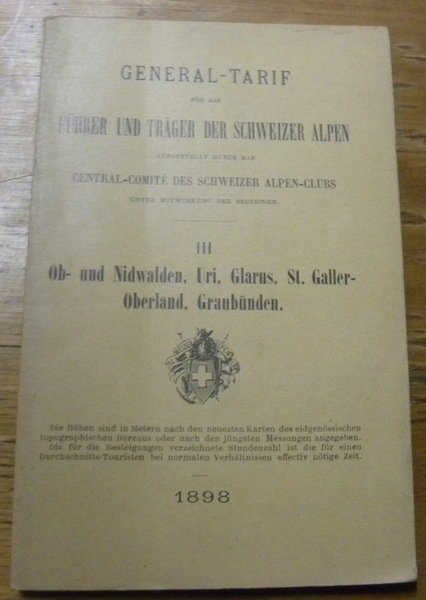 GENERAL-TARIF
FÜR DIE
FÜHRER UND TRÄGER DER SCHWEIZER ALPEN
AUFGESTELLT DURCH DAS
CENTRAL-COMITÉ DES SCHWEIZER ALPEN-CLUBS
UNTER MITWIRKUNG DER SECTIONEN.
III
Ob- und Nidwalden, Uri, Glarus, St. Galler-
Oberland, Graubünden.
Die Höhen sind in Metern nach den neuesten Karten des eidgenössischen
topographischen Bureaus oder nach den jüngsten Messungen angegeben.
Die für die Besteigungen verzeichnete Stundenzahl ist die für einen
Durchschnitts-Touristen bei normalen Verhältnissen effectiv nötige Zeit.
1898